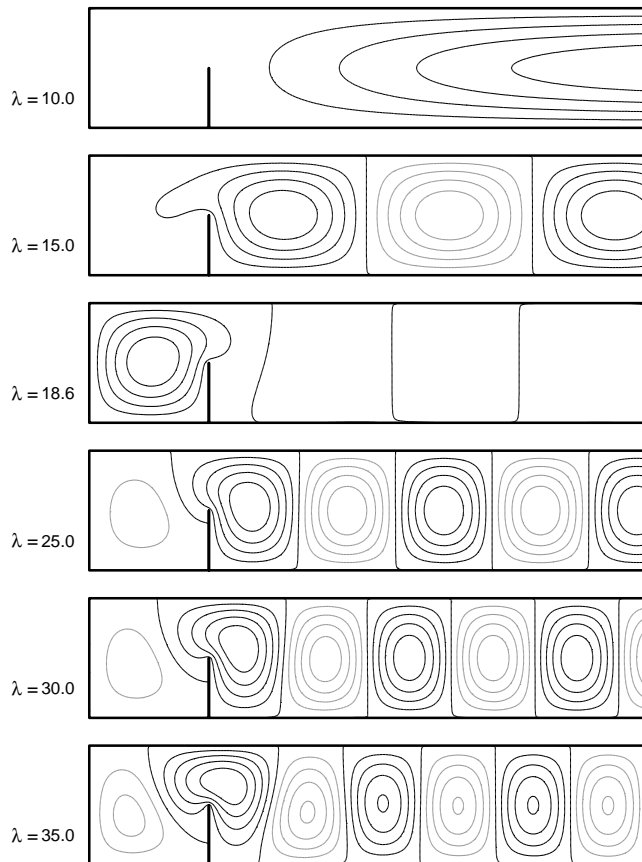 λ = 10.0
λ = 15.0
λ = 18.6
λ = 25.0
λ = 30.0
λ = 35.0